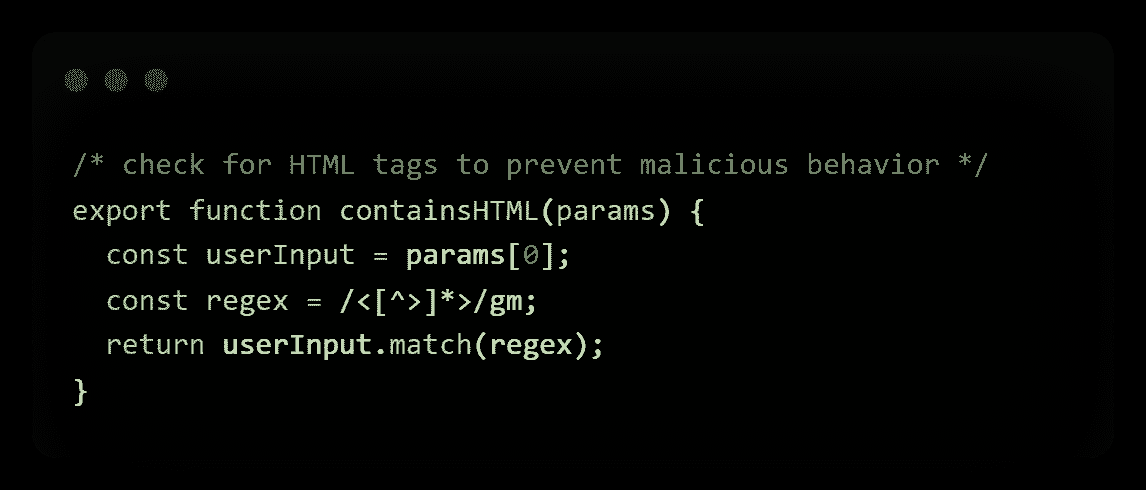 /* check for HTML tags to prevent malicious behavior */
export function containsHTML(params) {
  const userInput = params[0];
  const regex = /<[^>]*>/gm;
  return userInput.match(regex);
}